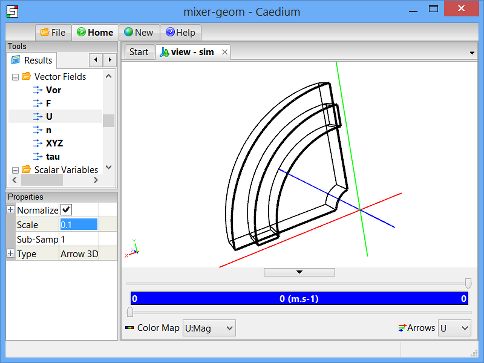 mixer-geom - Caedium
File Home New Help
Tools
Results
Vector Fields
Vor
F
U
n
XYZ
tau
Scalar Variables
Properties
Normalize
Scale 0.1
Sub-Samp 1
Type Arrow 3D
Start view - sim
0 0 (m.s-1) 0
Color Map U:Mag Arrows U